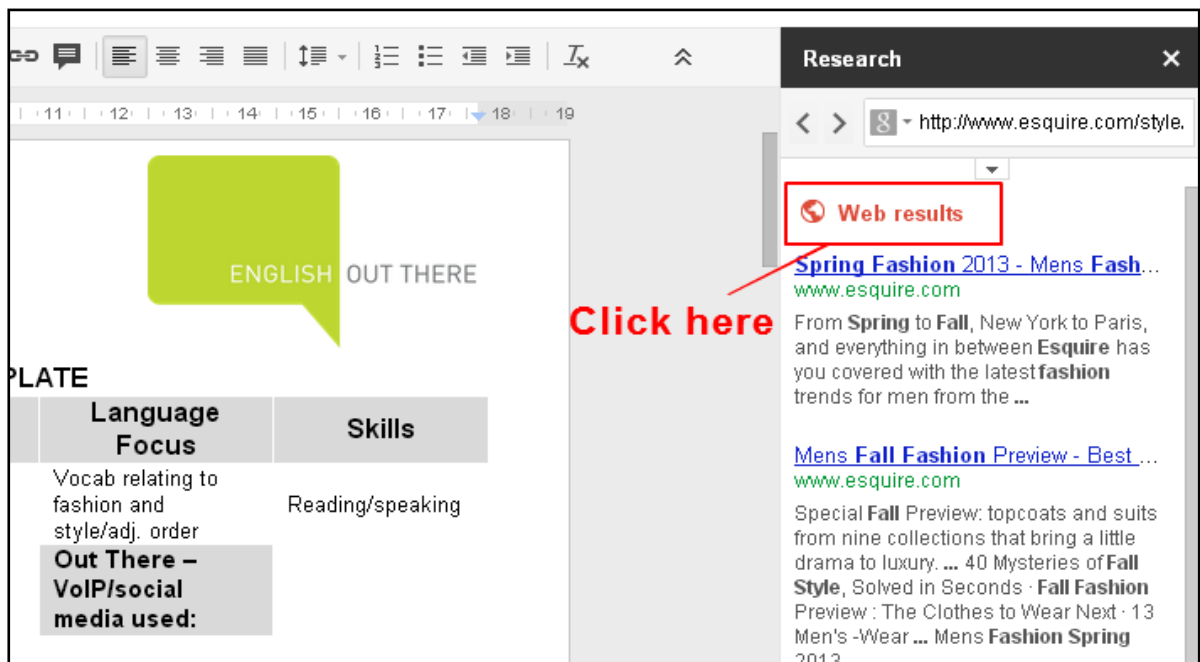 Research
11 12 13 14 15 16 17 18 19
http://www.esquire.com/style.
Web results
ENGLISH OUT THERE
Spring Fashion 2013 - Mens Fash...
www.esquire.com
Click here
From Spring to Fall, New York to Paris,
and everything in between Esquire has
you covered with the latest fashion
trends for men from the ...
PLATE
Language
Focus
Skills
Mens Fall Fashion Preview - Best ...
www.esquire.com
Vocab relating to
fashion and
style/adj. order
Reading/speaking
Special Fall Preview: topcoats and suits
from nine collections that bring a little
drama to luxury. ... 40 Mysteries of Fall
Style, Solved in Seconds · Fall Fashion
Preview : The Clothes to Wear Next · 13
Men's -Wear ... Mens Fashion Spring
2013
Out There –
VoIP/social
media used: